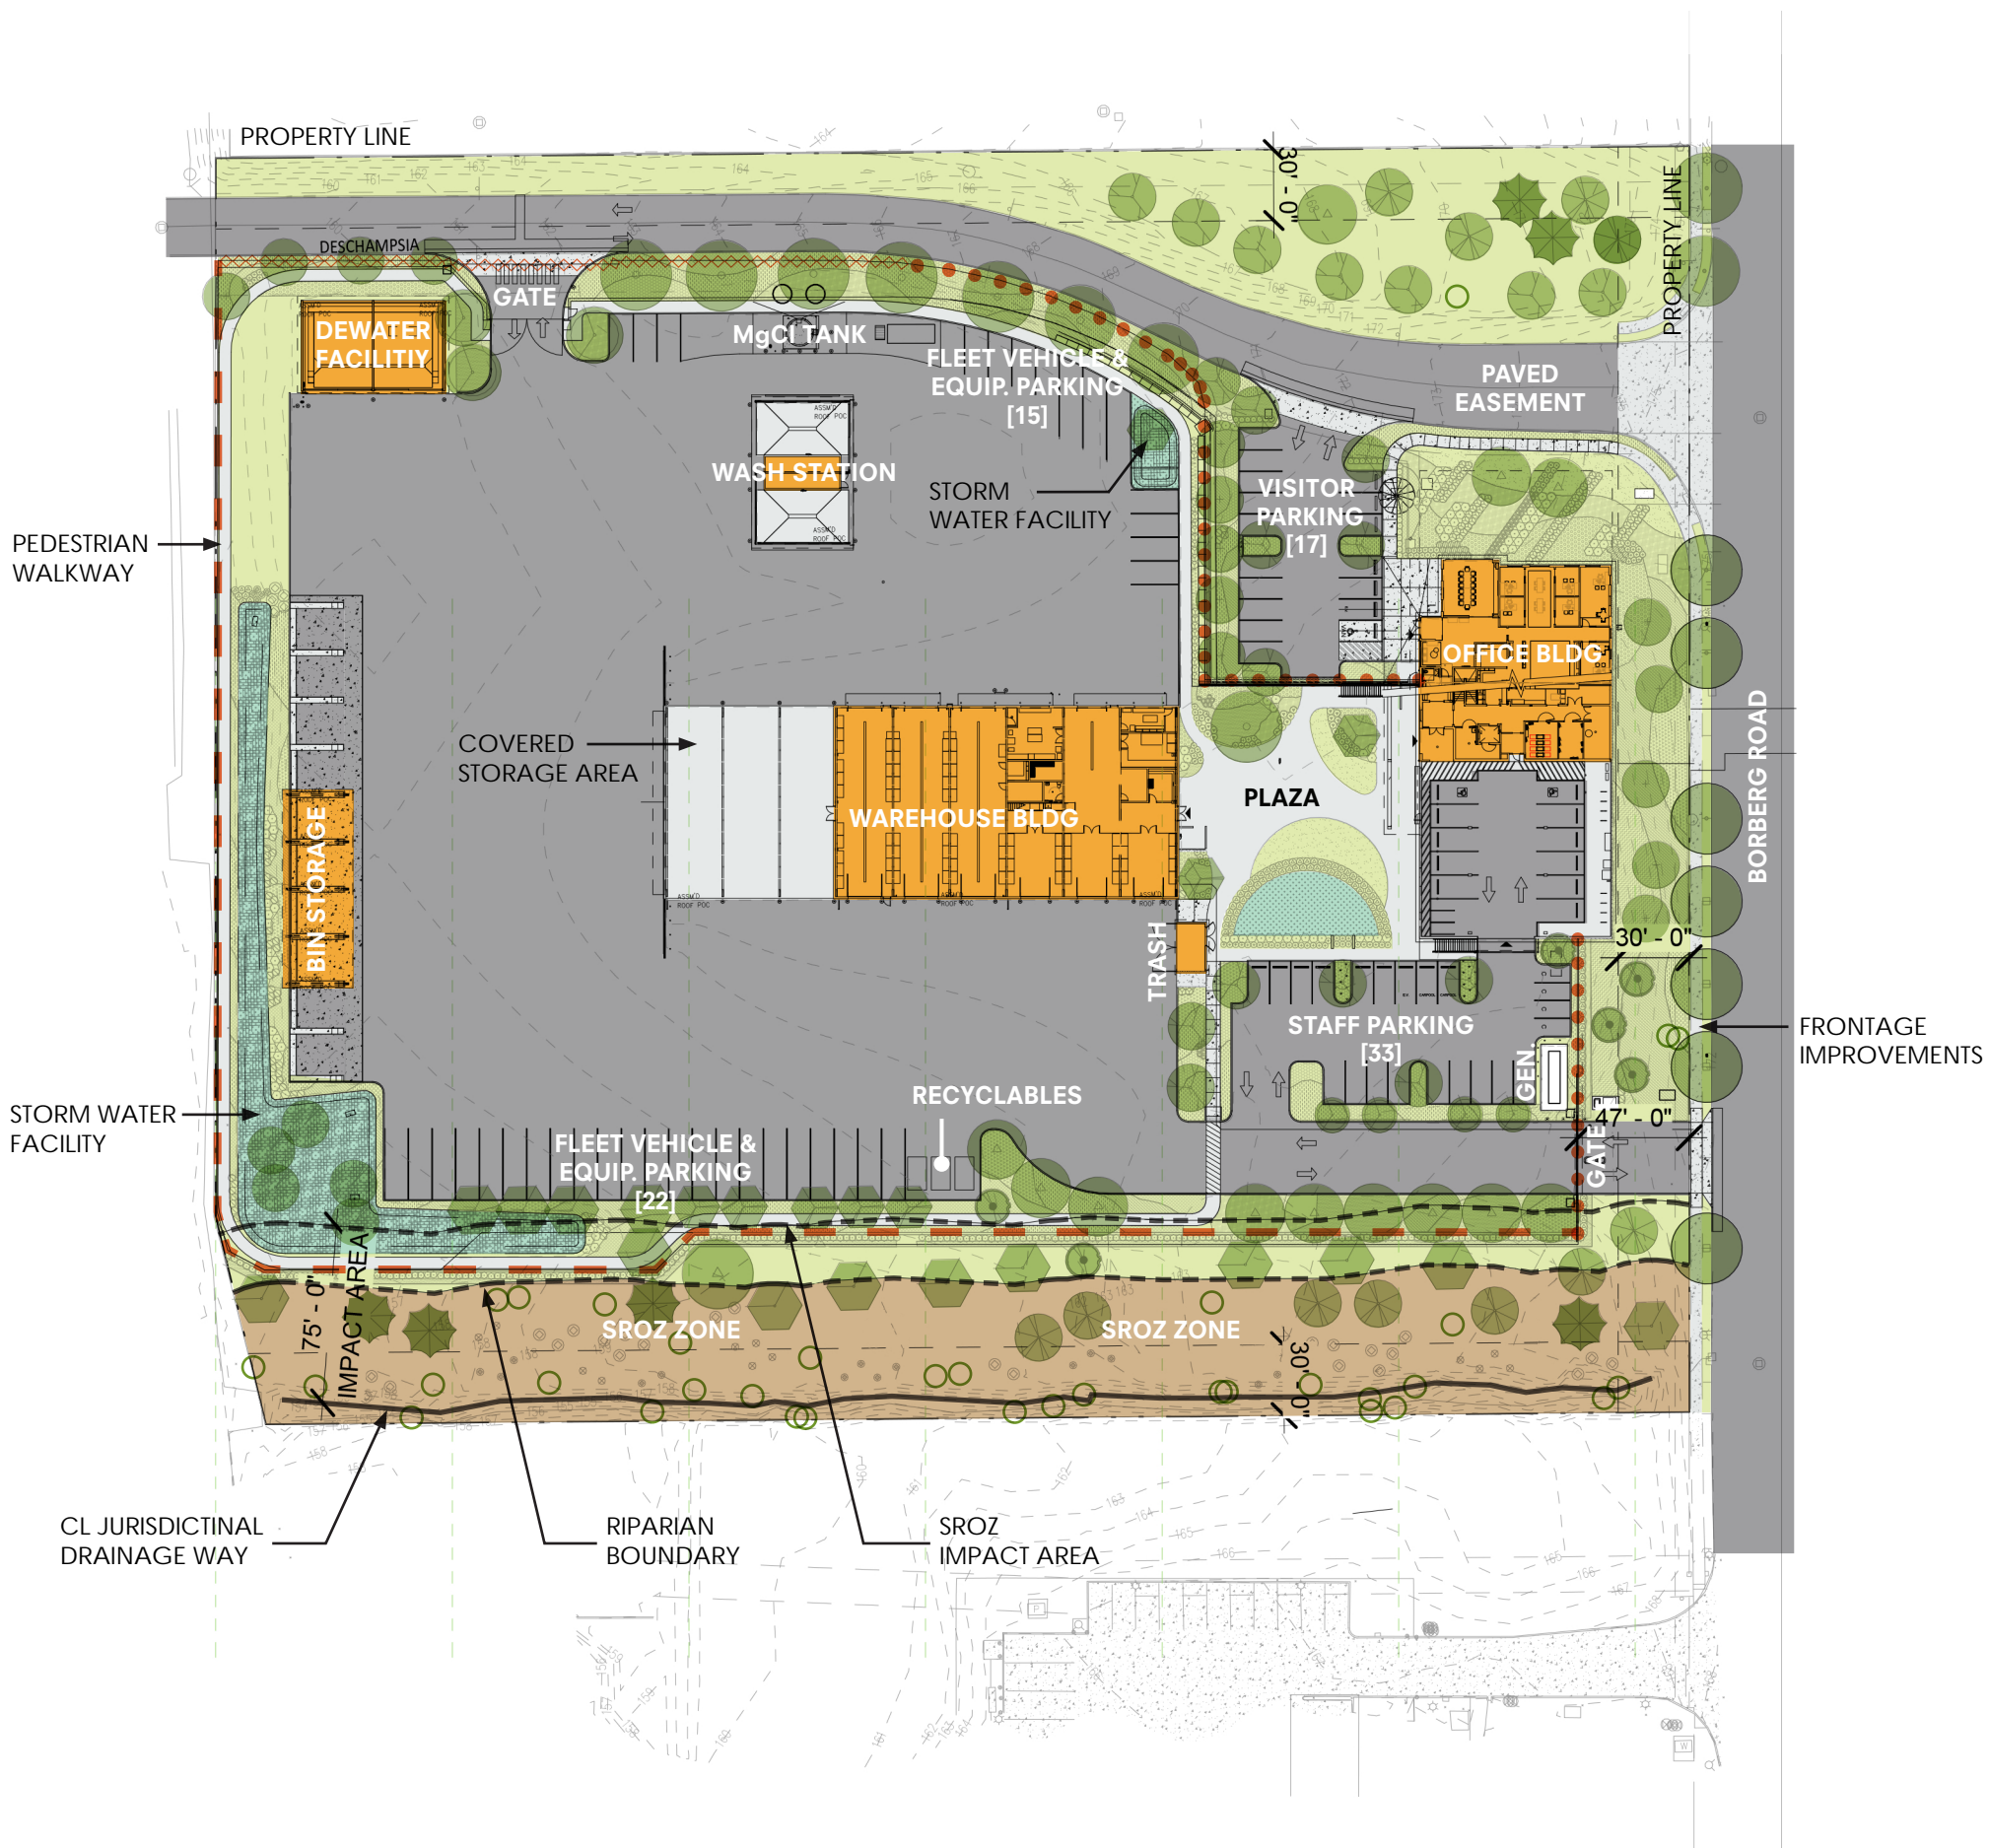 PROPERTY LINE
30' - 0"
PROPERTY LINE
DESCHAMPSIA
GATE
DEWATER
FACILITIY
MgCl TANK
FLEET VEHICLE &
EQUIP. PARKING
[15]
PAVED
EASEMENT
WASH STATION
STORM
WATER FACILITY
VISITOR
PARKING
[17]
PEDESTRIAN
WALKWAY
OFFICE BLDG
COVERED
STORAGE AREA
WAREHOUSE BLDG
PLAZA
BORBERG ROAD
BIN STORAGE
TRASH
30' - 0"
STAFF PARKING
[33]
GEN.
FRONTAGE
IMPROVEMENTS
RECYCLABLES
STORM WATER
FACILITY
FLEET VEHICLE &
EQUIP. PARKING
[22]
47' - 0"
GATE
75' - 0"
IMPACT AREA
SROZ ZONE
SROZ ZONE
30' - 0"
CL JURISDICTINAL
DRAINAGE WAY
RIPARIAN
BOUNDARY
SROZ
IMPACT AREA